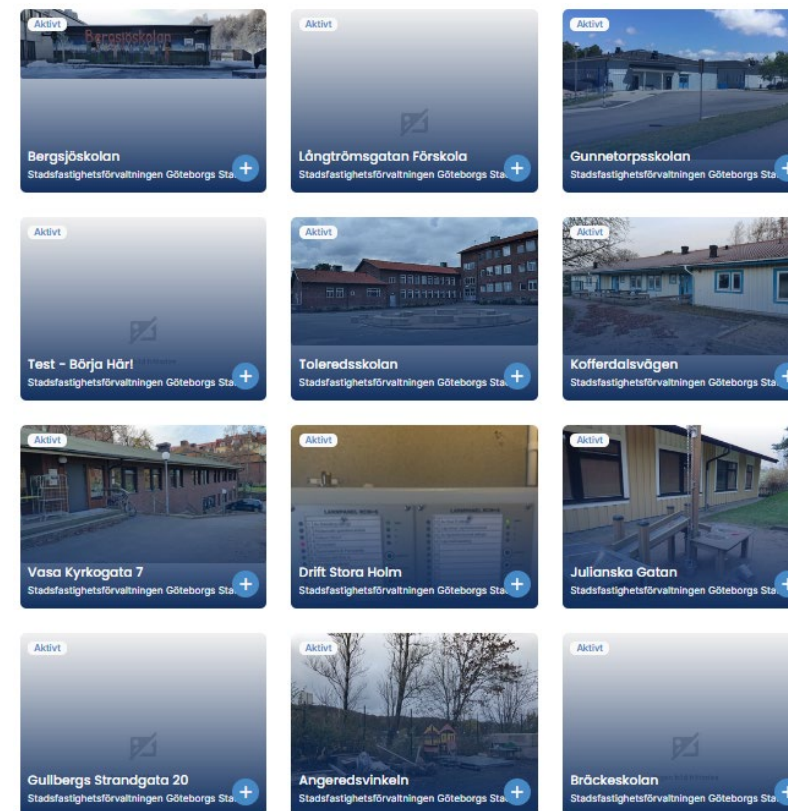 Aktivt
Bergsjöskolan
Bergsjöskolan
Stadsfastighetsförvaltningen Göteborgs Sta...
Aktivt
Långtrömsgatan Förskola
Stadsfastighetsförvaltningen Göteborgs Sta...
Aktivt
Gunnetorpsskolan
Stadsfastighetsförvaltningen Göteborgs Sta...
Aktivt
Test - Börja Här!
Stadsfastighetsförvaltningen Göteborgs Sta...
Aktivt
Toleredsskolan
Stadsfastighetsförvaltningen Göteborgs Sta...
Aktivt
Kofferdalsvägen
Stadsfastighetsförvaltningen Göteborgs Sta...
Aktivt
Vasa Kyrkogata 7
Stadsfastighetsförvaltningen Göteborgs Sta...
Aktivt
LARMPANEL
LARMPANEL
Drift Stora Holm
Stadsfastighetsförvaltningen Göteborgs Sta...
Aktivt
Julianska Gatan
Stadsfastighetsförvaltningen Göteborgs Sta...
Aktivt
Gullbergs Strandgata 20
Stadsfastighetsförvaltningen Göteborgs Sta...
Aktivt
Angeredsvinkeln
Stadsfastighetsförvaltningen Göteborgs Sta...
Aktivt
Bräckeskolan
Stadsfastighetsförvaltningen Göteborgs Sta...